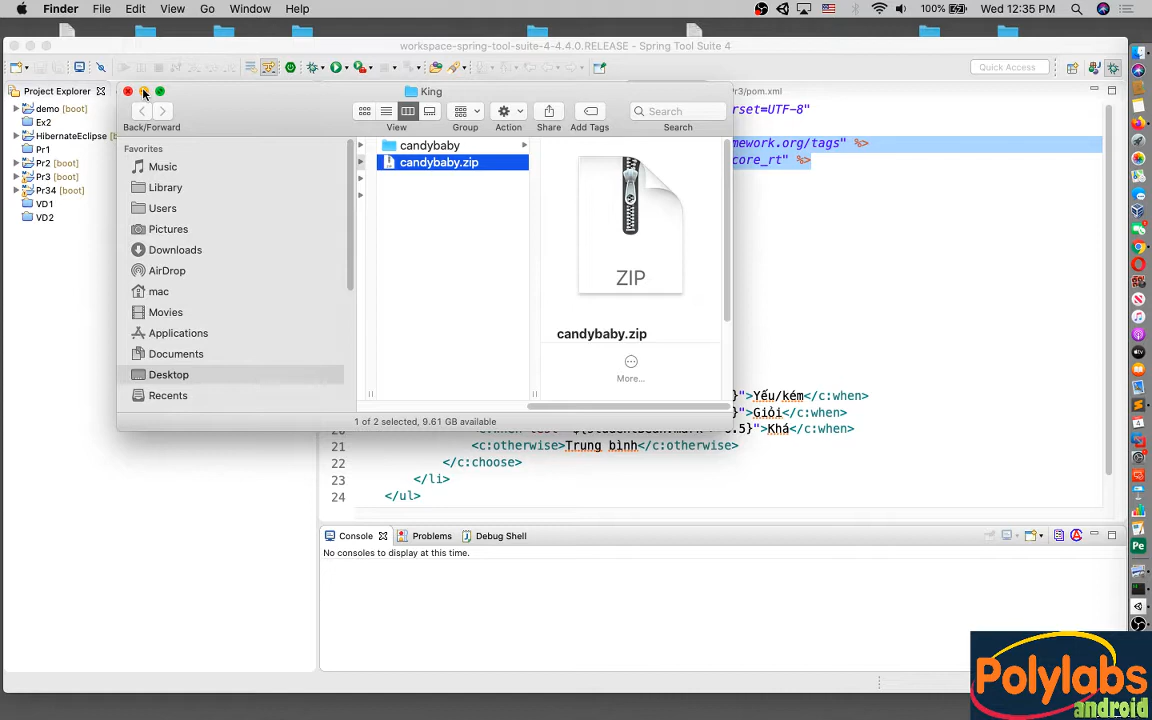 Finder File Edit View Go Window Help
100% Wed 12:35 PM
workspace-spring-tool-suite-4-4.4.0.RELEASE - Spring Tool Suite 4
Quick Access
Project Explorer
demo [boot]
Ex2
HibernateEclipse
Pr1
Pr2 [boot]
Pr3 [boot]
Pr34 [boot]
VD1
VD2
King
Back/Forward
View
Group
Action
Share
Add Tags
Search
Search
Favorites
Music
Library
Users
Pictures
Downloads
AirDrop
mac
Movies
Applications
Documents
Desktop
Recents
candybaby
candybaby.zip
ZIP
candybaby.zip
More...
1 of 2 selected, 9.61 GB available
r3/pom.xml
rset=UTF-8"
mework.org/tags" %>
core_rt" %>
}">Yếu/kém</c:when>
}">Giỏi</c:when>
}">Khá</c:when>
21 <c:otherwise>Trung bình</c:otherwise>
22 </c:choose>
23 </li>
24 </ul>
Console
Problems
Debug Shell
No consoles to display at this time.
Pe
Polylabs
android